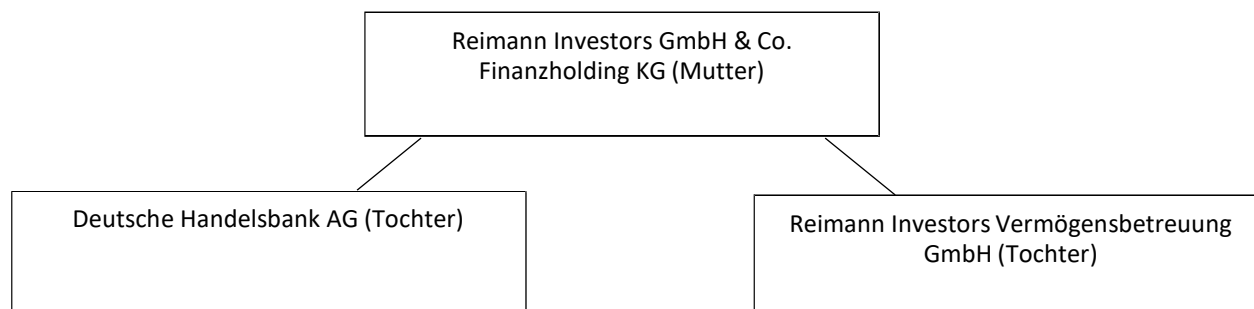 Reimann Investors GmbH & Co.
Finanzholding KG (Mutter)
Deutsche Handelsbank AG (Tochter)
Reimann Investors Vermögensbetreuung
GmbH (Tochter)